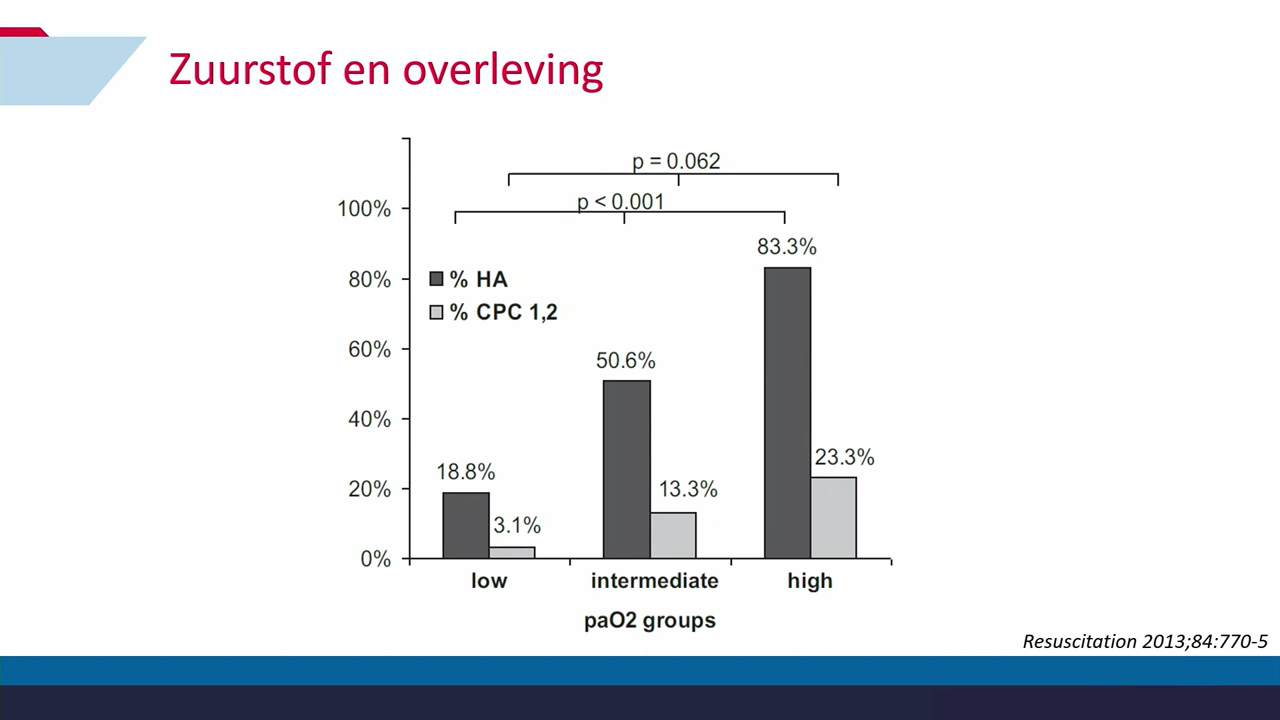 Zuurstof en overleving
p = 0.062
p < 0.001
100%
80%
60%
40%
20%
0%
% HA
% CPC 1,2
18.8%
3.1%
50.6%
13.3%
83.3%
23.3%
low intermediate high
paO2 groups
Resuscitation 2013;84:770-5